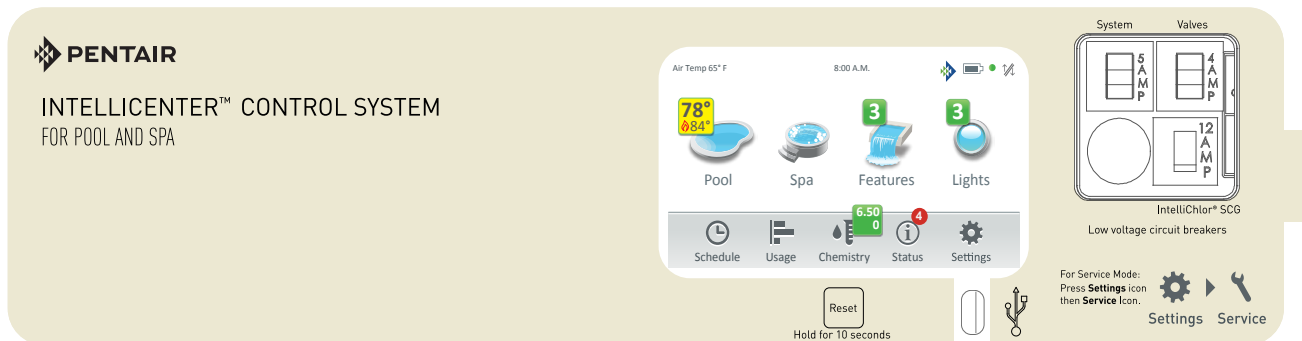 PENTAIR
INTELLICENTER™ CONTROL SYSTEM
FOR POOL AND SPA
Air Temp 65° F
8:00 A.M.
78°
84°
3
3
Pool
Spa
Features
Lights
6.50
0
4
Schedule
Usage
Chemistry
Status
Settings
Reset
Hold for 10 seconds
System
Valves
5 AMP
4 AMP
12 AMP
IntelliChlor® SCG
Low voltage circuit breakers
For Service Mode:
Press Settings icon
then Service Icon.
Settings
Service